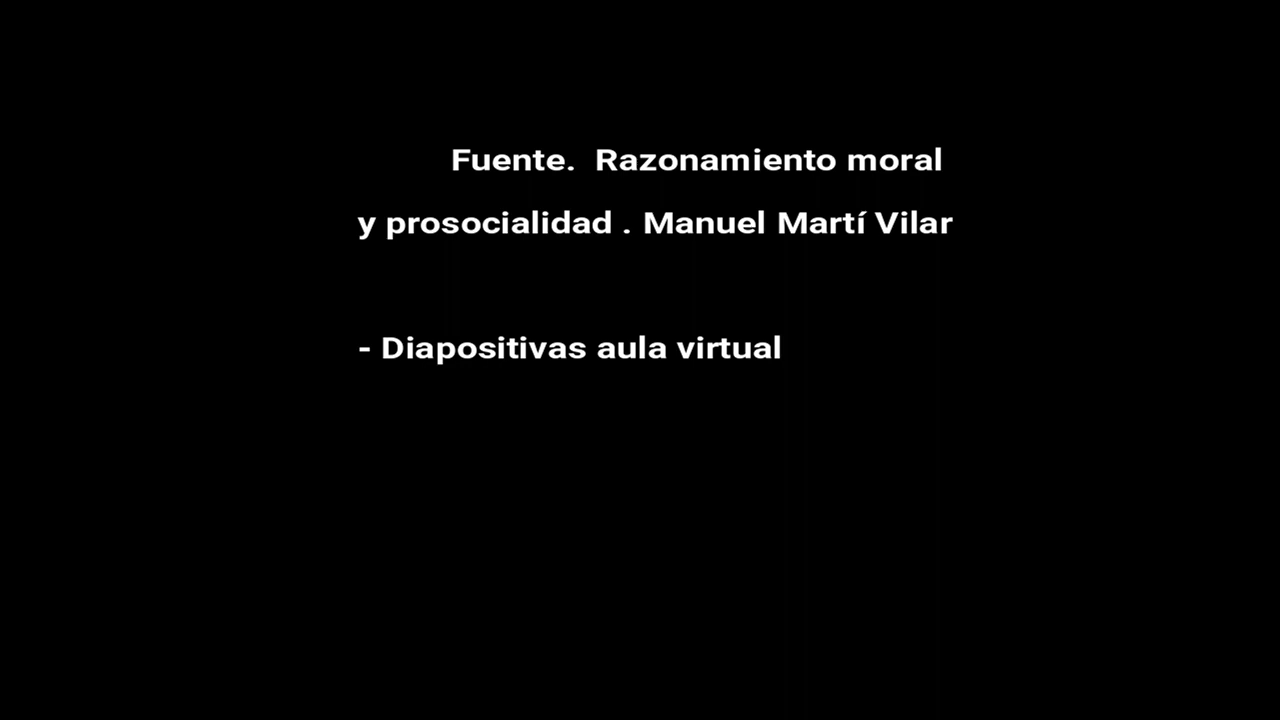 Fuente.  Razonamiento moral
y prosocialidad . Manuel Martí Vilar
- Diapositivas aula virtual